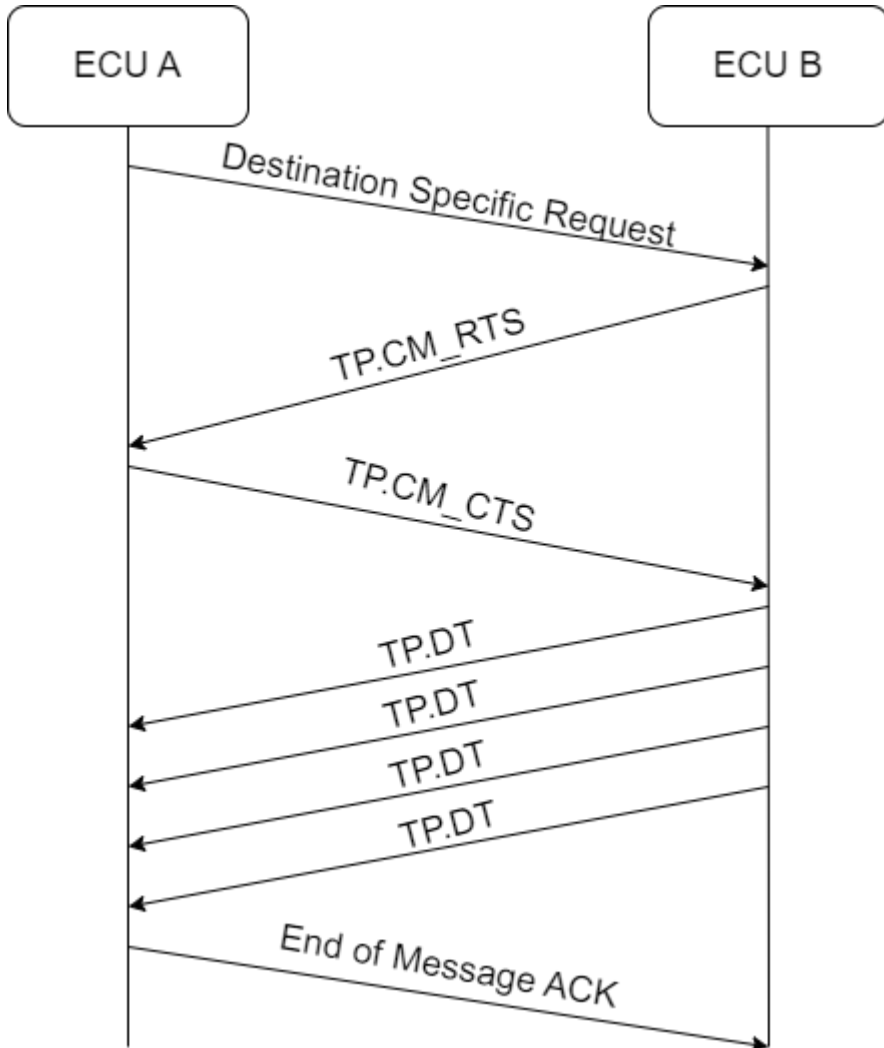 ECU A
ECU B
Destination Specific Request
TP.CM_RTS
TP.CM_CTS
TP.DT
TP.DT
TP.DT
TP.DT
End of Message ACK